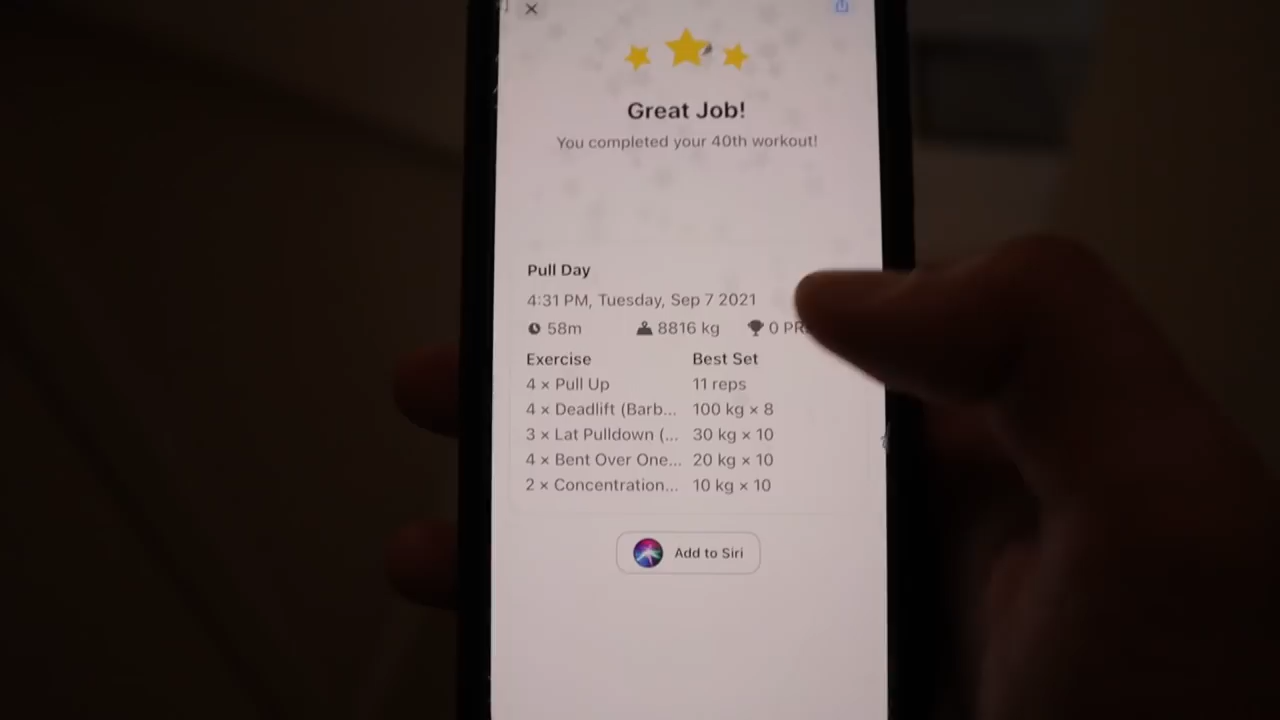 Great Job!
You completed your 40th workout!
Pull Day
4:31 PM, Tuesday, Sep 7 2021
58m 8816 kg 0 PR
Exercise Best Set
4 × Pull Up 11 reps
4 × Deadlift (Barb... 100 kg × 8
3 × Lat Pulldown (... 30 kg × 10
4 × Bent Over One... 20 kg × 10
2 × Concentration... 10 kg × 10
Add to Siri